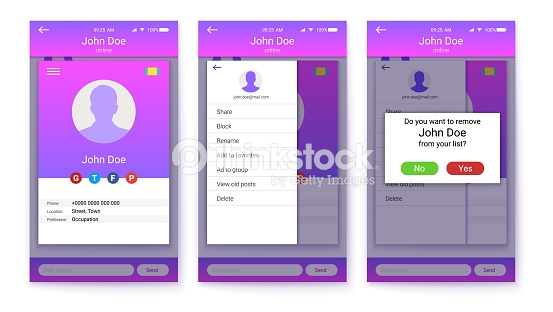 09:25 AM 100%
John Doe
online
John Doe
G T F P
Phone +0000 0000 000 000
Location Street, Town
Profession Occupation
Start typing... Send
09:25 AM 100%
John Doe
online
john.doe@mail.com
Share
Block
Rename
Add to favorites
Ad to group
View old posts
Delete
Start typing... Send
09:25 AM 100%
John Doe
online
john.doe@mail.com
Share
Do you want to remove
John Doe
from your list?
No Yes
View old posts
Delete
Start typing... Send
Thinkstock
by Getty Images